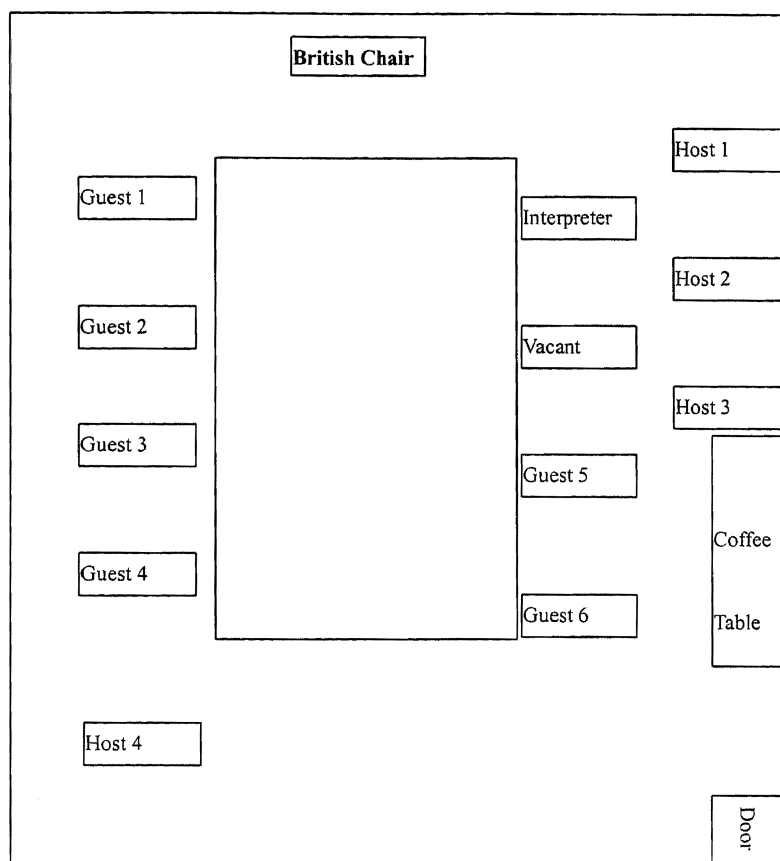 British Chair
Host 1
Guest 1
Interpreter
Host 2
Guest 2
Vacant
Host 3
Guest 3
Guest 5
Coffee
Guest 4
Guest 6
Table
Host 4
Door